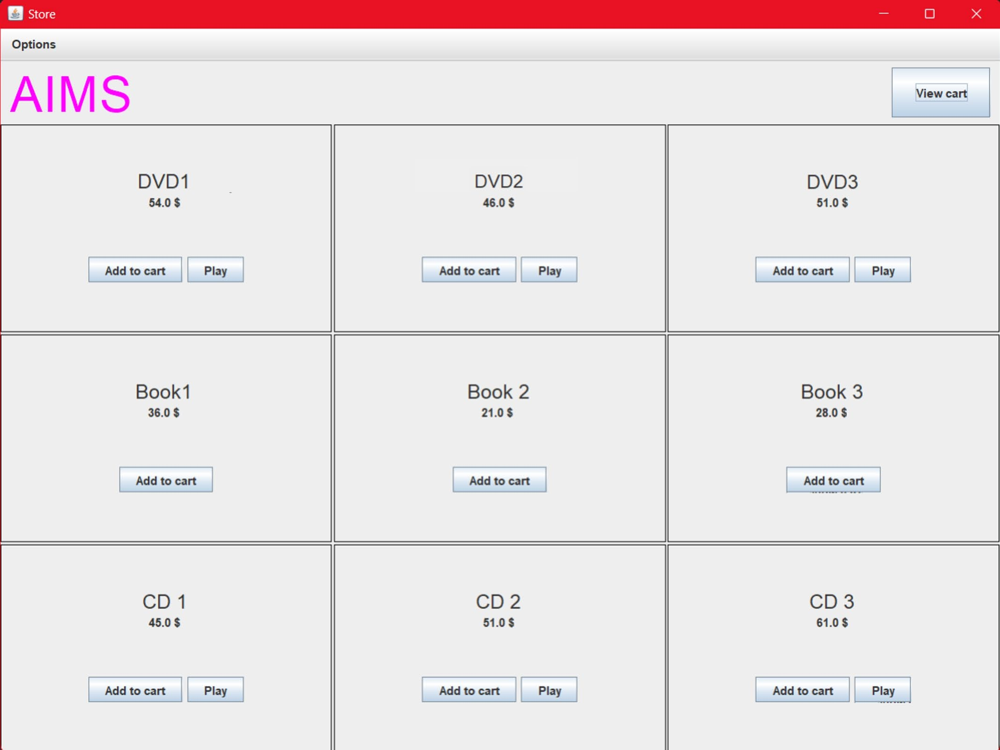 Store
Options
AIMS
View cart
DVD1
54.0 $
Add to cart Play
DVD2
46.0 $
Add to cart Play
DVD3
51.0 $
Add to cart Play
Book1
36.0 $
Add to cart
Book 2
21.0 $
Add to cart
Book 3
28.0 $
Add to cart
CD 1
45.0 $
Add to cart Play
CD 2
51.0 $
Add to cart Play
CD 3
61.0 $
Add to cart Play